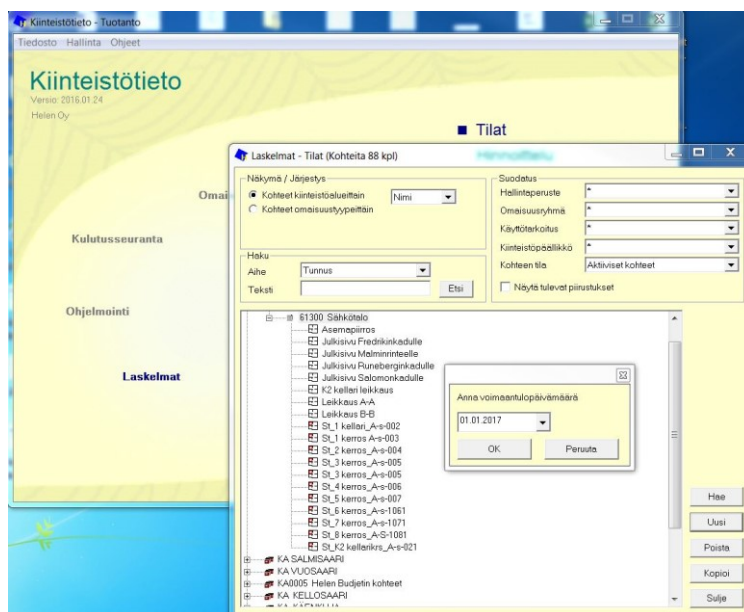 Kiinteistötieto - Tuotanto
Tiedosto Hallinta Ohjeet
Kiinteistötieto
Versio: 2016.01.24
Helen Oy
Tilat
Omai
Kulutusseuranta
Ohjelmointi
Laskelmat
Laskelmat - Tilat (Kohteita 88 kpl)
Näkymä / Järjestys
Kohteet kiinteistöalueittain
Nimi
Kohteet omaisuustyypeittäin
Haku
Aihe Tunnus
Teksti Etsi
Suodatus
Hallintaperuste *
Omaisuusryhmä *
Käyttötarkoitus *
Kiinteistöpäällikkö *
Kohteen tila Aktiiviset kohteet
Näytä tulevat piirustukset
61300 Sähkötalo
Asemapiirros
Julkisivu Fredrikinkadulle
Julkisivu Malminrinteelle
Julkisivu Runeberginkadulle
Julkisivu Salomonkadulle
K2 kellari leikkaus
Leikkaus A-A
Leikkaus B-B
St_1 kellari_A-s-002
St_1 kerros A-s-003
St_2 kerros_A-s-004
St_3 kerros_A-s-005
St_3 kerros_A-s-005
St_4 kerros_A-s-006
St_5 kerros_A-s-007
St_6 kerros_A-s-1061
St_7 kerros_A-s-1071
St_8 kerros_A-S-1081
St_K2 kellarikrs_A-s-021
KA SALMISAARI
KA VUOSAARI
KA0005 Helen Budjetin kohteet
KA KELLOSAARI
Anna voimaantulopäivämäärä
01.01.2017
OK Peruuta
Hae
Uusi
Poista
Kopioi
Sulje